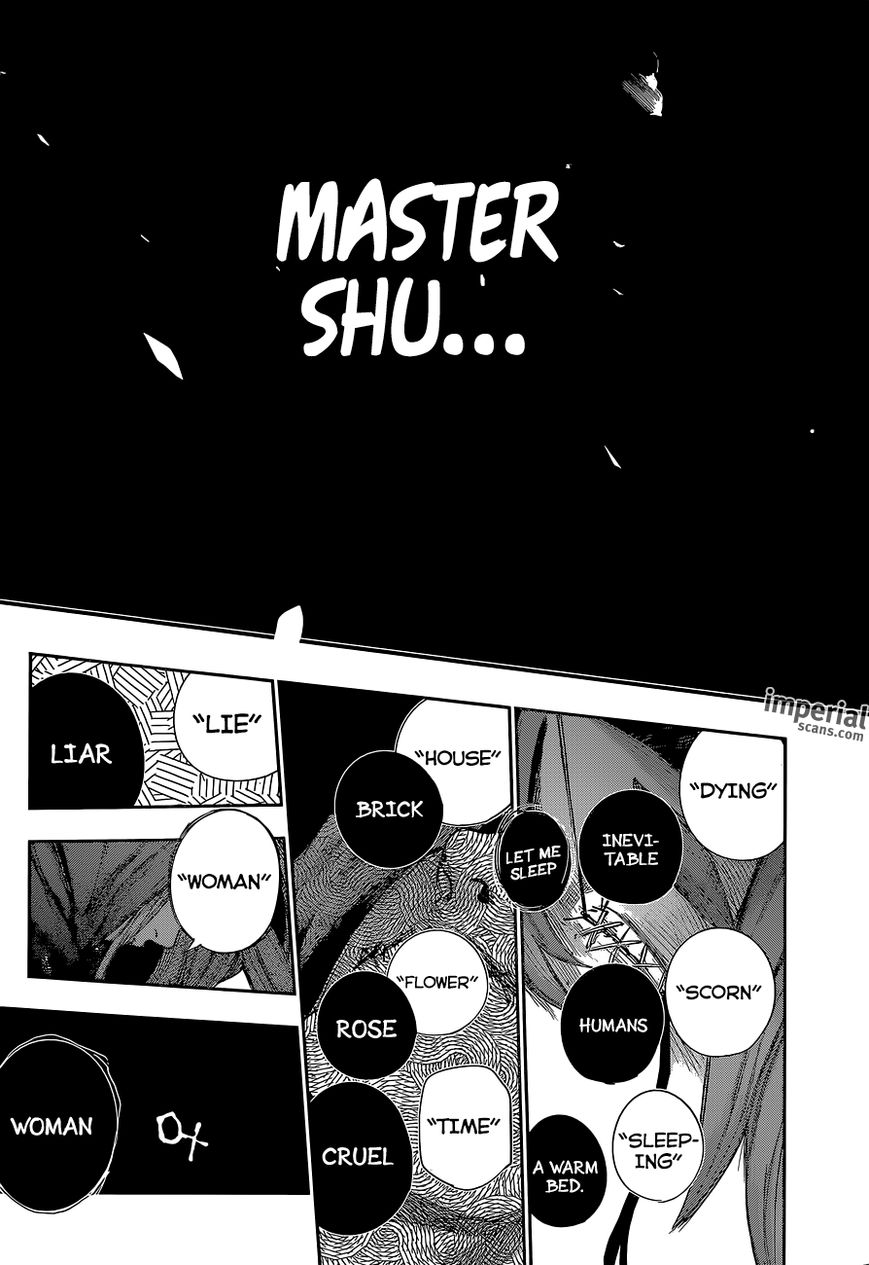 MASTER
SHU...
imperial
scans.com
"DYING"
INEVI-
TABLE
LET ME
SLEEP
"SCORN"
HUMANS
"SLEEP-
ING"
A WARM
BED.
"HOUSE"
BRICK
"FLOWER"
ROSE
"TIME"
CRUEL
"LIE"
LIAR
"WOMAN"
WOMAN